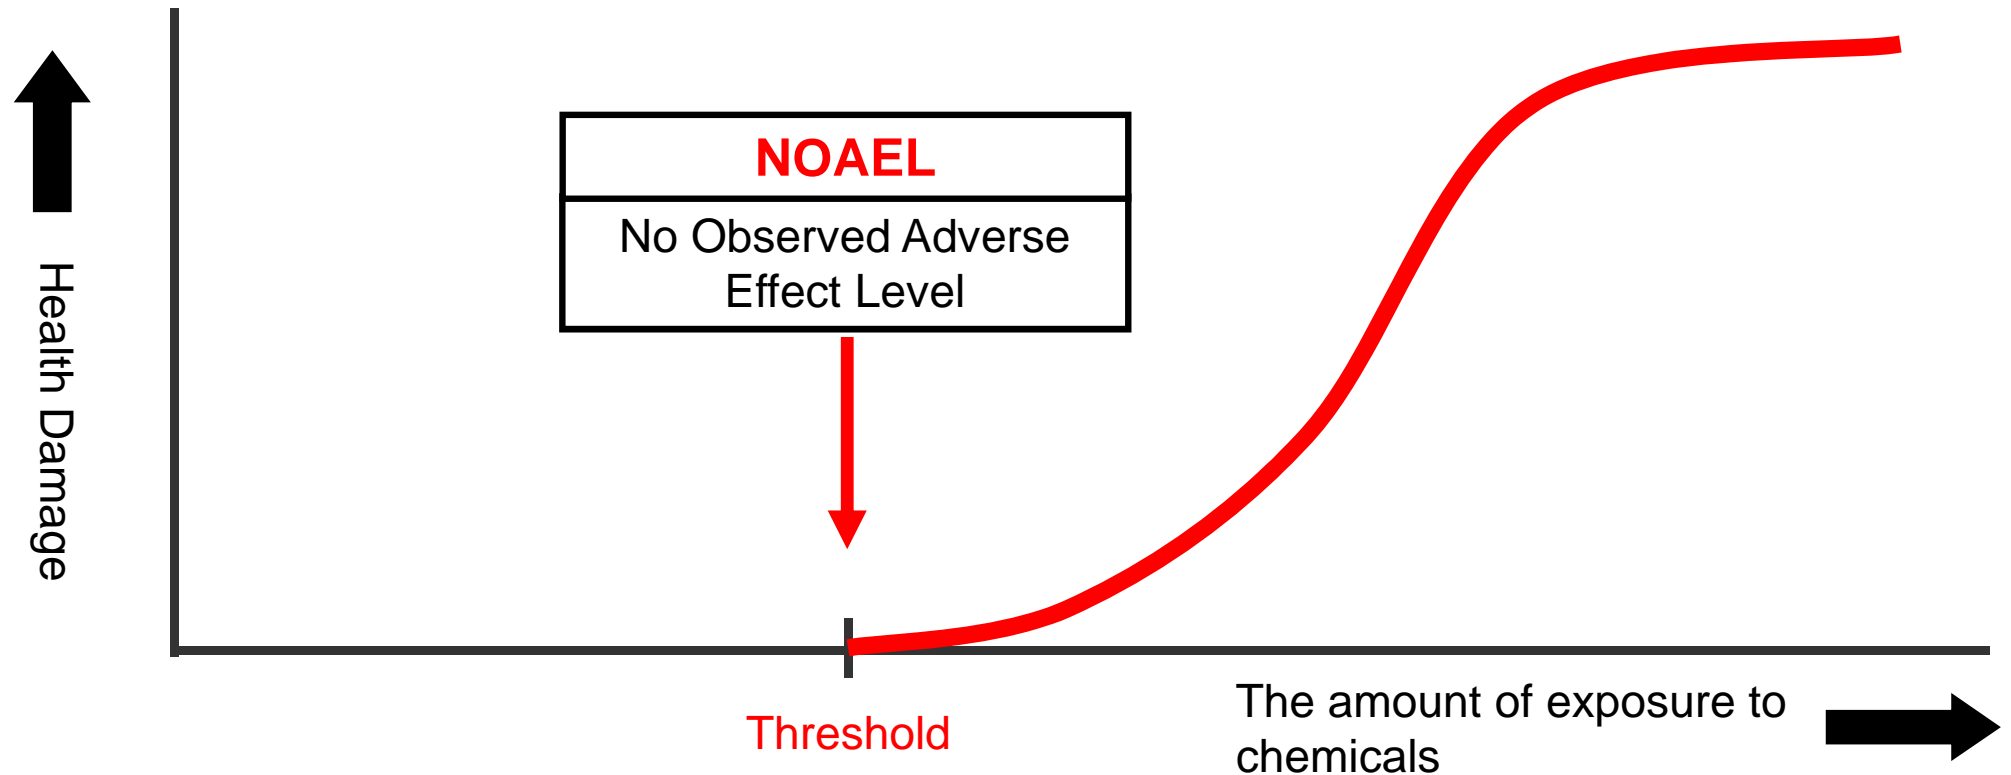 NOAEL
No Observed Adverse
Effect Level
Health Damage
Threshold
The amount of exposure to
chemicals